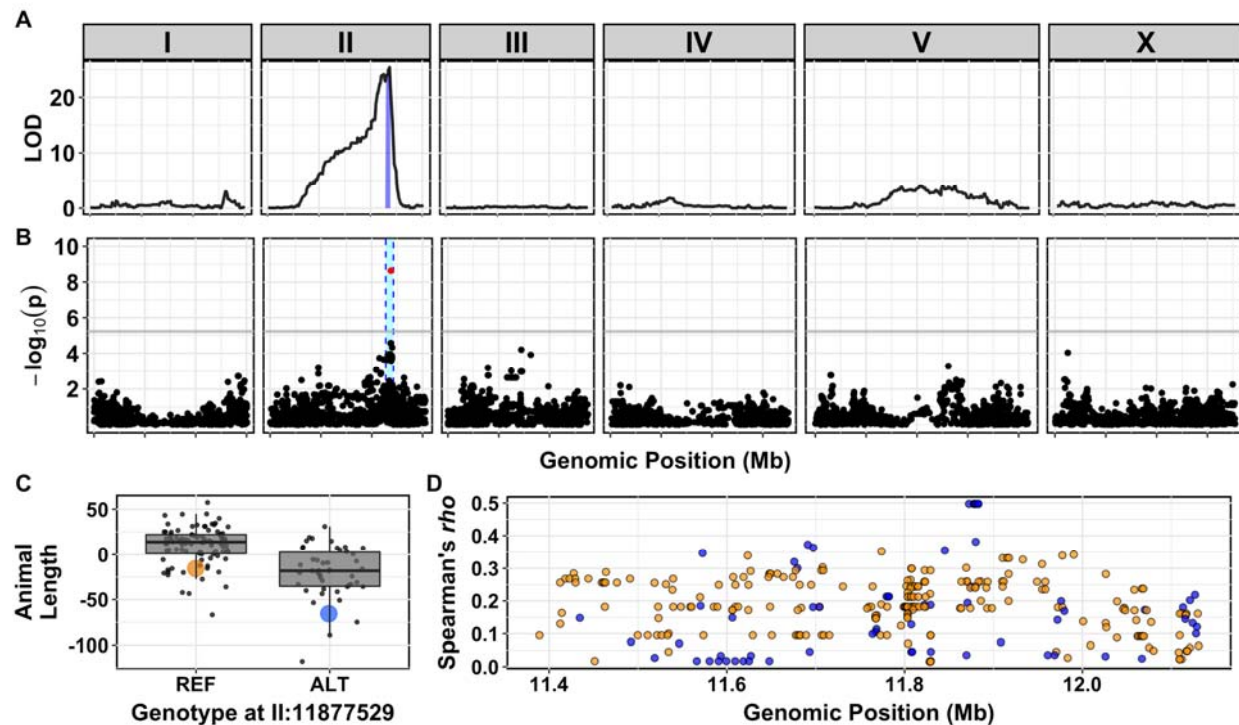 A
I II III IV V X
20
10
0
LOD
B
10
8
6
4
2
−log10(p)
Genomic Position (Mb)
C
50
0
-50
-100
Animal
Length
REF ALT
Genotype at II:11877529
D
0.5
0.4
0.3
0.2
0.1
0.0
Spearman's rho
11.4 11.6 11.8 12.0
Genomic Position (Mb)